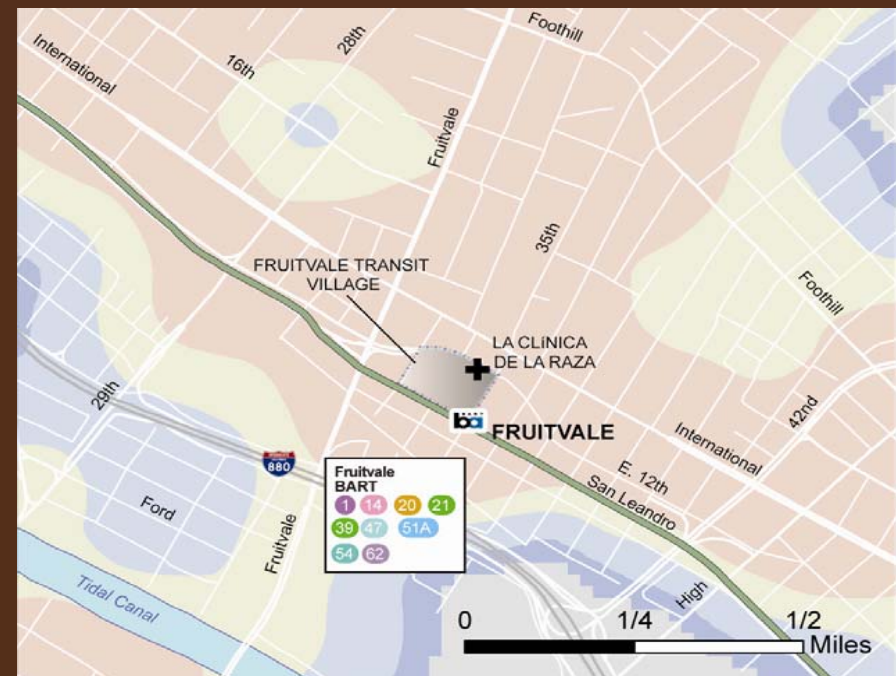 Foothill
28th
International
16th
Fruitvale
35th
FRUITVALE TRANSIT
VILLAGE
Foothill
LA CLíNICA
DE LA RAZA
29th
42nd
ba
FRUITVALE
International
E. 12th
San Leandro
880
Fruitvale
BART
1 14 20 21
39 47 51A
54 62
Ford
Fruitvale
High
Tidal Canal
0 1/4 1/2
Miles